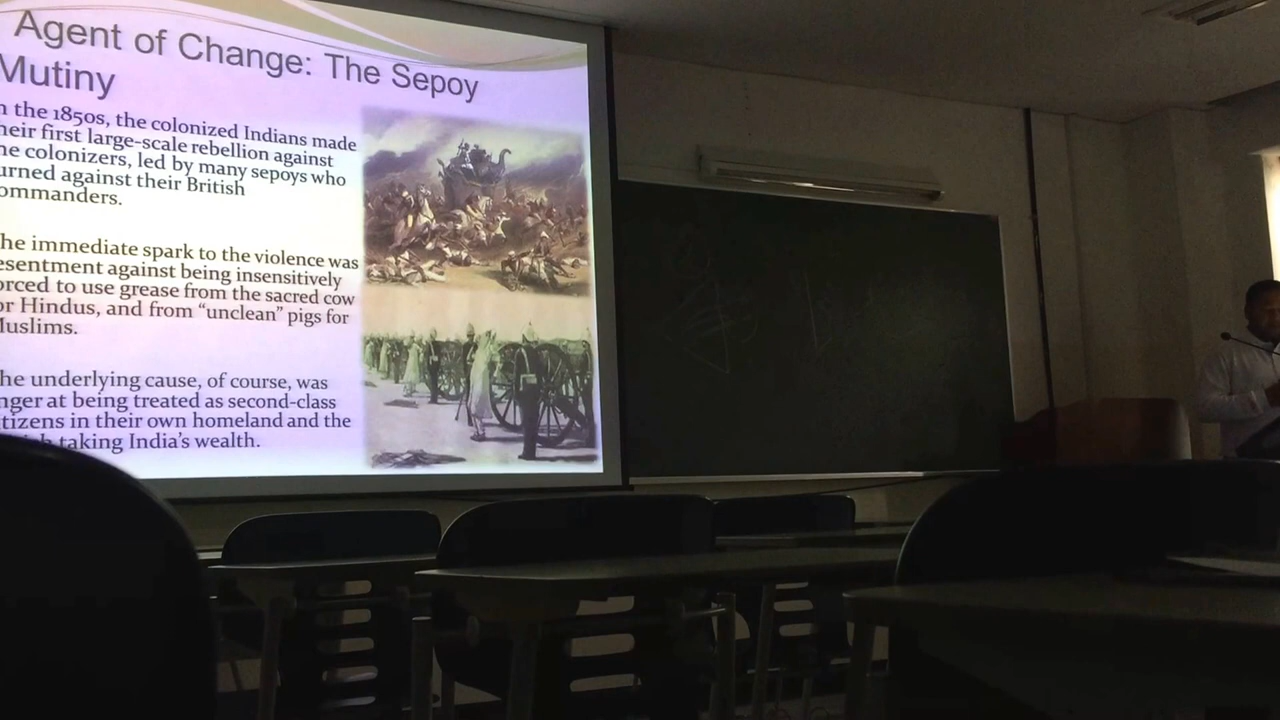 Agent of Change: The Sepoy
Mutiny
n the 1850s, the colonized Indians made
heir first large-scale rebellion against
he colonizers, led by many sepoys who
urned against their British
ommanders.
he immediate spark to the violence was
esentment against being insensitively
orced to use grease from the sacred cow
or Hindus, and from “unclean” pigs for
Muslims.
he underlying cause, of course, was
nger at being treated as second-class
tizens in their own homeland and the
taking India’s wealth.